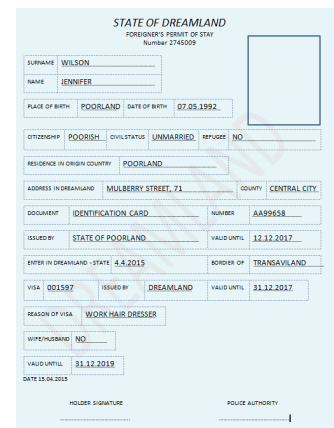 STATE OF DREAMLAND
FOREIGNER'S PERMIT OF STAY
Number 2745009
SURNAME WILSON
NAME JENNIFER
PLACE OF BIRTH POORLAND DATE OF BIRTH 07.05.1992
CITIZENSHIP POORISH CIVIL STATUS UNMARRIED REFUGEE NO
RESIDENCE IN ORIGIN COUNTRY POORLAND
ADDRESS IN DREAMLAND MULBERRY STREET, 71 COUNTY CENTRAL CITY
DOCUMENT IDENTIFICATION CARD NUMBER AA99658
ISSUED BY STATE OF POORLAND VALID UNTIL 12.12.2017
ENTER IN DREAMLAND - STATE 4.4.2015 BORDIER OF TRANSAVILAND
VISA 001597 ISSUED BY DREAMLAND VALID UNTIL 31.12.2017
REASON OF VISA WORK HAIR DRESSER
WIFE/HUSBAND NO
VALID UNTILL 31.12.2019
DATE 15.04.2015
HOLDER SIGNATURE POLICE AUTHORITY
DREAMLAND